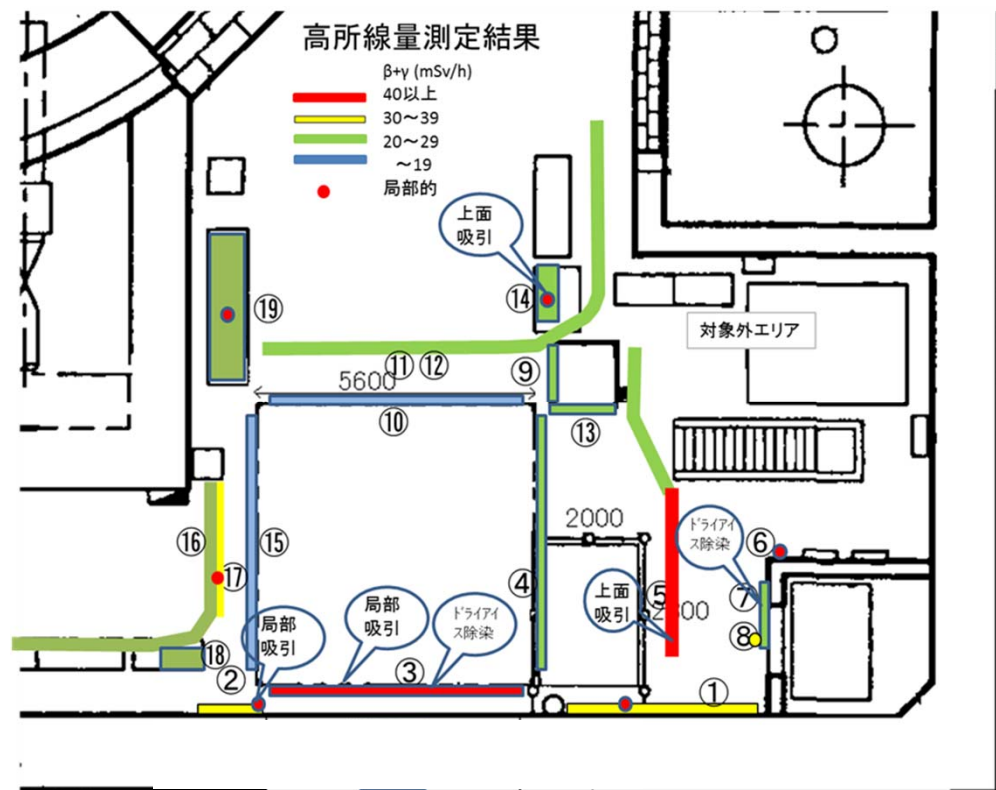 高所線量測定結果
β+γ (mSv/h)
40以上
30～39
20～29
～19
局部的
上面
吸引
⑭
⑲
対象外エリア
⑪ ⑫
⑨
5600
⑩
⑬
2000
ﾄﾞﾗｲｱｲ
ｽ除染
⑥
⑯
⑮
⑰
④
上面
吸引
⑤
⑦
⑧
局部
吸引
局部
吸引
ﾄﾞﾗｲｱｲ
ｽ除染
⑱
②
③
①